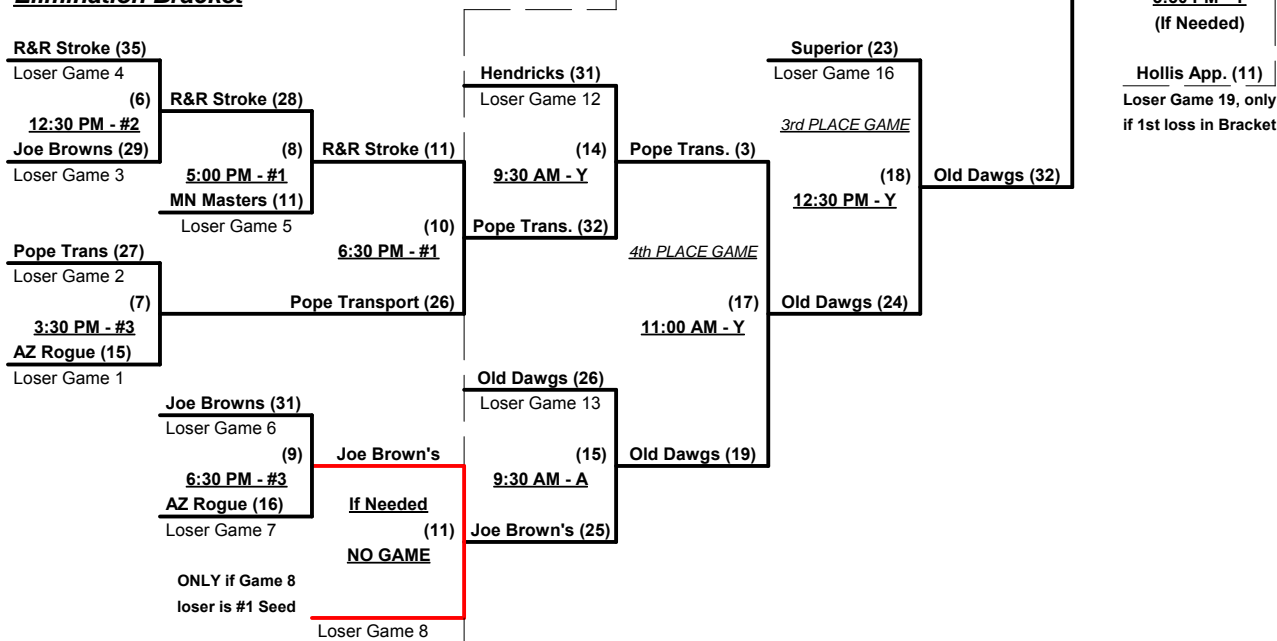 Elimination Bracket
R&R Stroke (35)
Loser Game 4
(6)
12:30 PM - #2
Joe Browns (29)
Loser Game 3
R&R Stroke (28)
(8)
5:00 PM - #1
MN Masters (11)
Loser Game 5
R&R Stroke (11)
(10)
6:30 PM - #1
Pope Trans (27)
Loser Game 2
(7)
3:30 PM - #3
AZ Rogue (15)
Loser Game 1
Pope Transport (26)
Joe Browns (31)
Loser Game 6
(9)
6:30 PM - #3
AZ Rogue (16)
Loser Game 7
Joe Brown's
If Needed
(11)
NO GAME
ONLY if Game 8
loser is #1 Seed
Loser Game 8
Hendricks (31)
Loser Game 12
(14)
9:30 AM - Y
Pope Trans. (32)
Pope Trans. (3)
4th PLACE GAME
(17)
11:00 AM - Y
Old Dawgs (26)
Loser Game 13
(15)
9:30 AM - A
Joe Brown's (25)
Old Dawgs (19)
Superior (23)
Loser Game 16
3rd PLACE GAME
(18)
12:30 PM - Y
Old Dawgs (24)
Old Dawgs (32)
(If Needed)
Hollis App. (11)
Loser Game 19, only
if 1st loss in Bracket